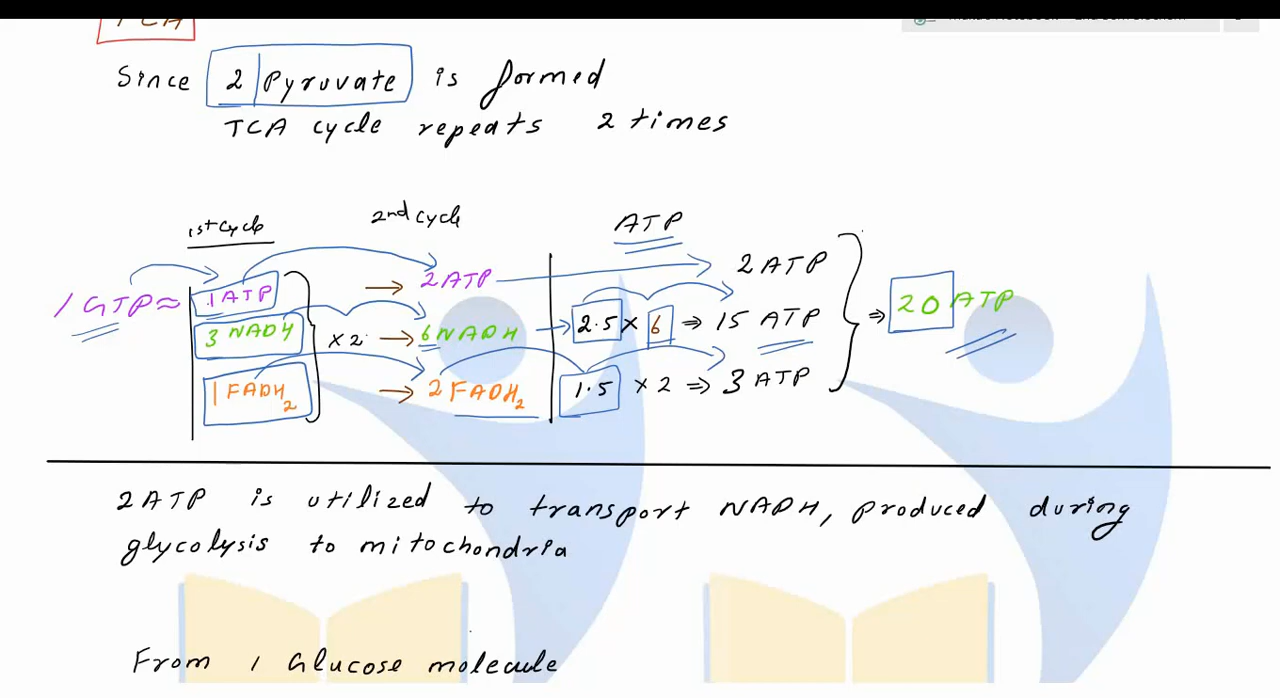 TCA
Since 2 Pyruvate is formed
TCA cycle repeats 2 times
1st cycle 2nd cycle ATP
1 GTP ≈ 1 ATP → 2 ATP 2 ATP
3 NADH × 2 → 6 NADH 2.5 × 6 ⇒ 15 ATP ⇒ 20 ATP
1 FADH2 → 2 FADH2 1.5 × 2 ⇒ 3 ATP
2 ATP is utilized to transport NADH, produced during
glycolysis to mitochondria
From 1 Glucose molecule